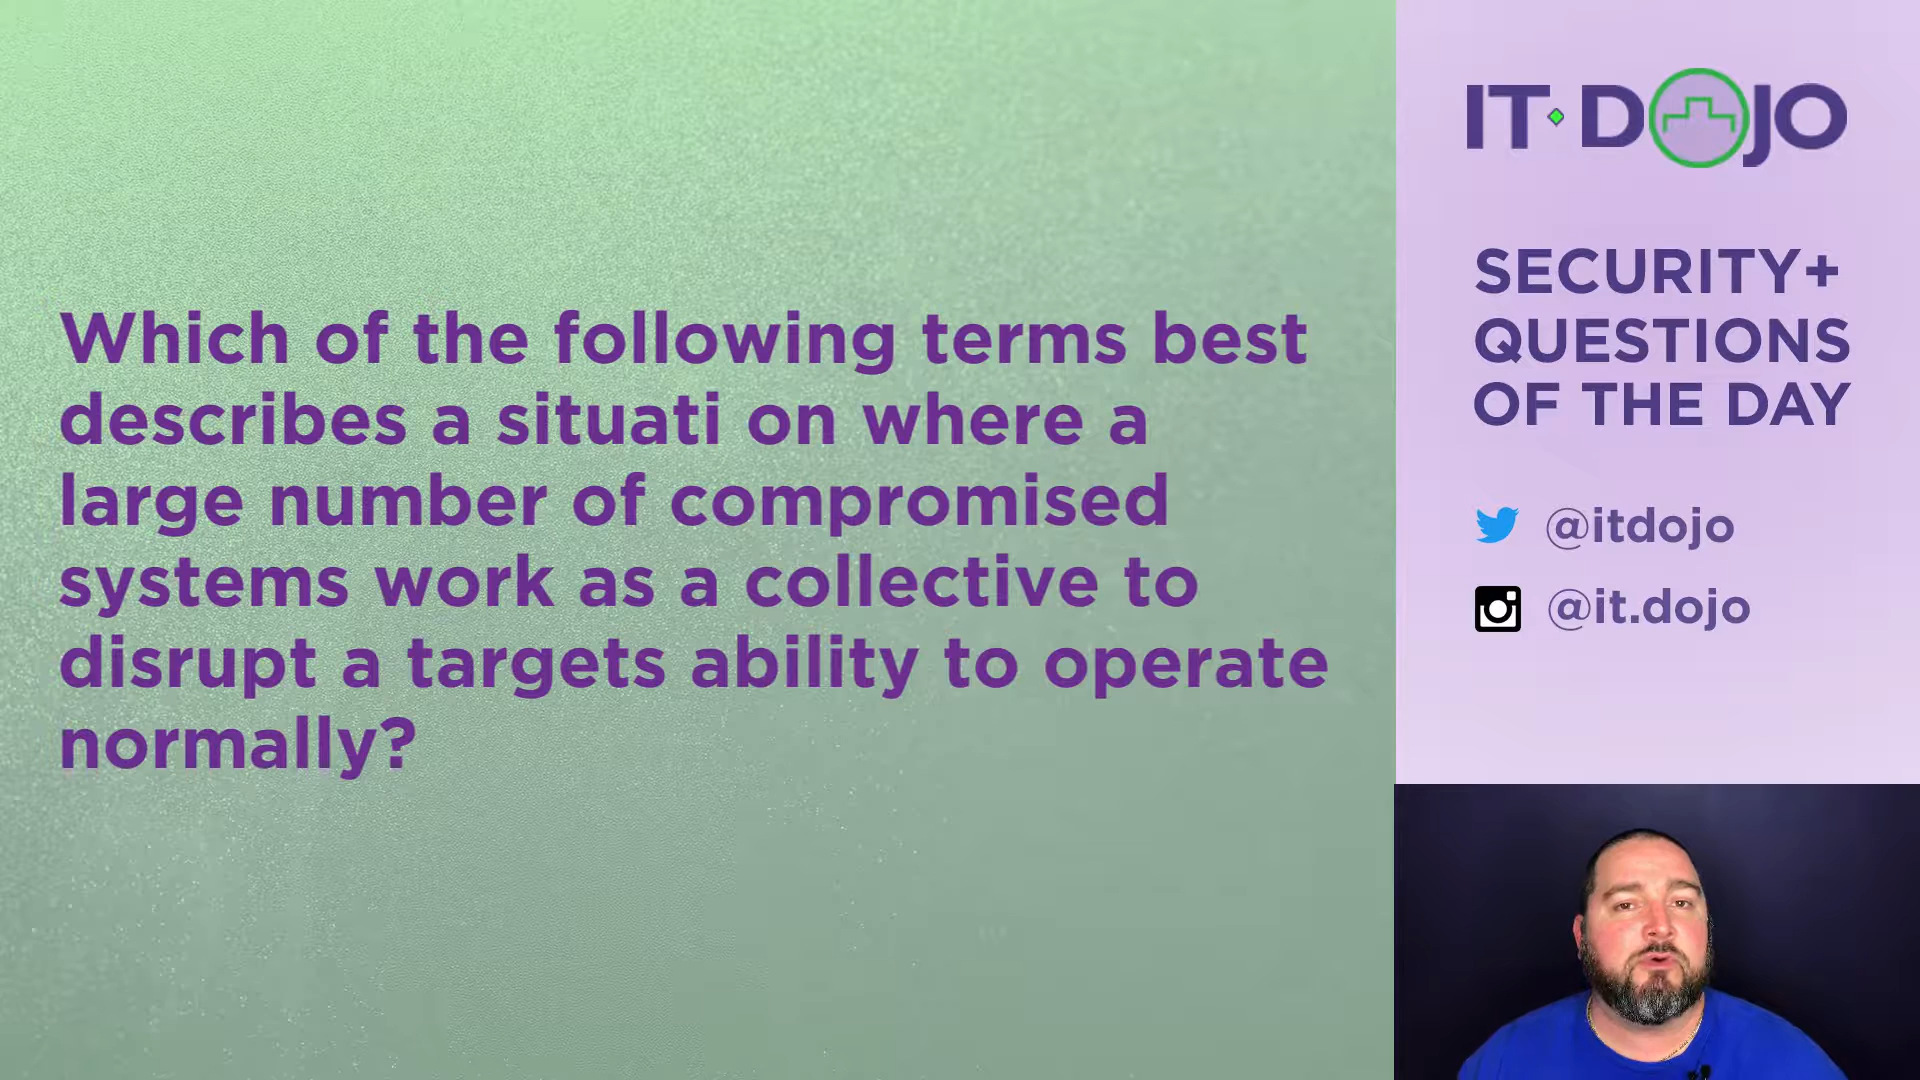 Which of the following terms best
describes a situati on where a
large number of compromised
systems work as a collective to
disrupt a targets ability to operate
normally?
IT DOJO
SECURITY+
QUESTIONS
OF THE DAY
@itdojo
@it.dojo